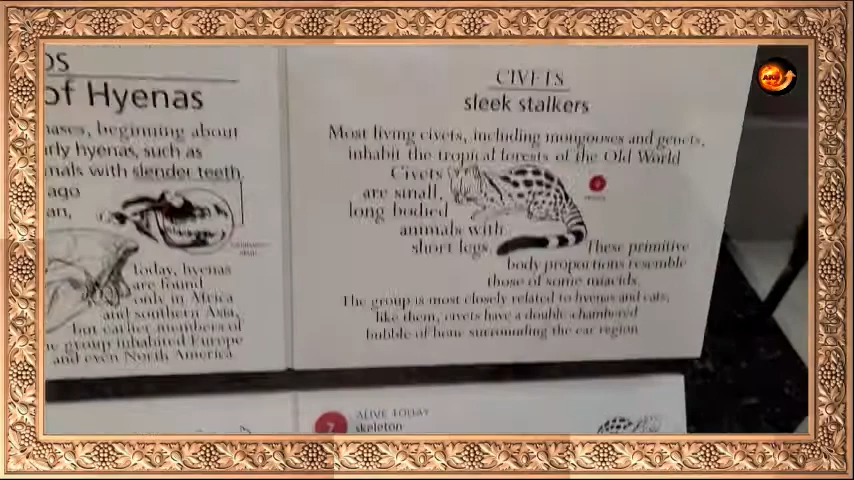 of Hyenas
beginning about
hyenas, such as
with slender teeth.
ago
today, hyenas
are found
only in Africa
and southern Asia,
but earlier members of
group inhabited Europe
and even North America.
CIVETS
sleek stalkers
Most living civets, including mongooses and genets,
inhabit the tropical forests of the Old World
Civets
are small,
long bodied
animals with
short legs.
These primitive
body proportions resemble
those of some miacids.
The group is most closely related to hyenas and cats;
like them, civets have a double-chambered
bubble of bone surrounding the ear region
7
ALIVE TODAY
skeleton